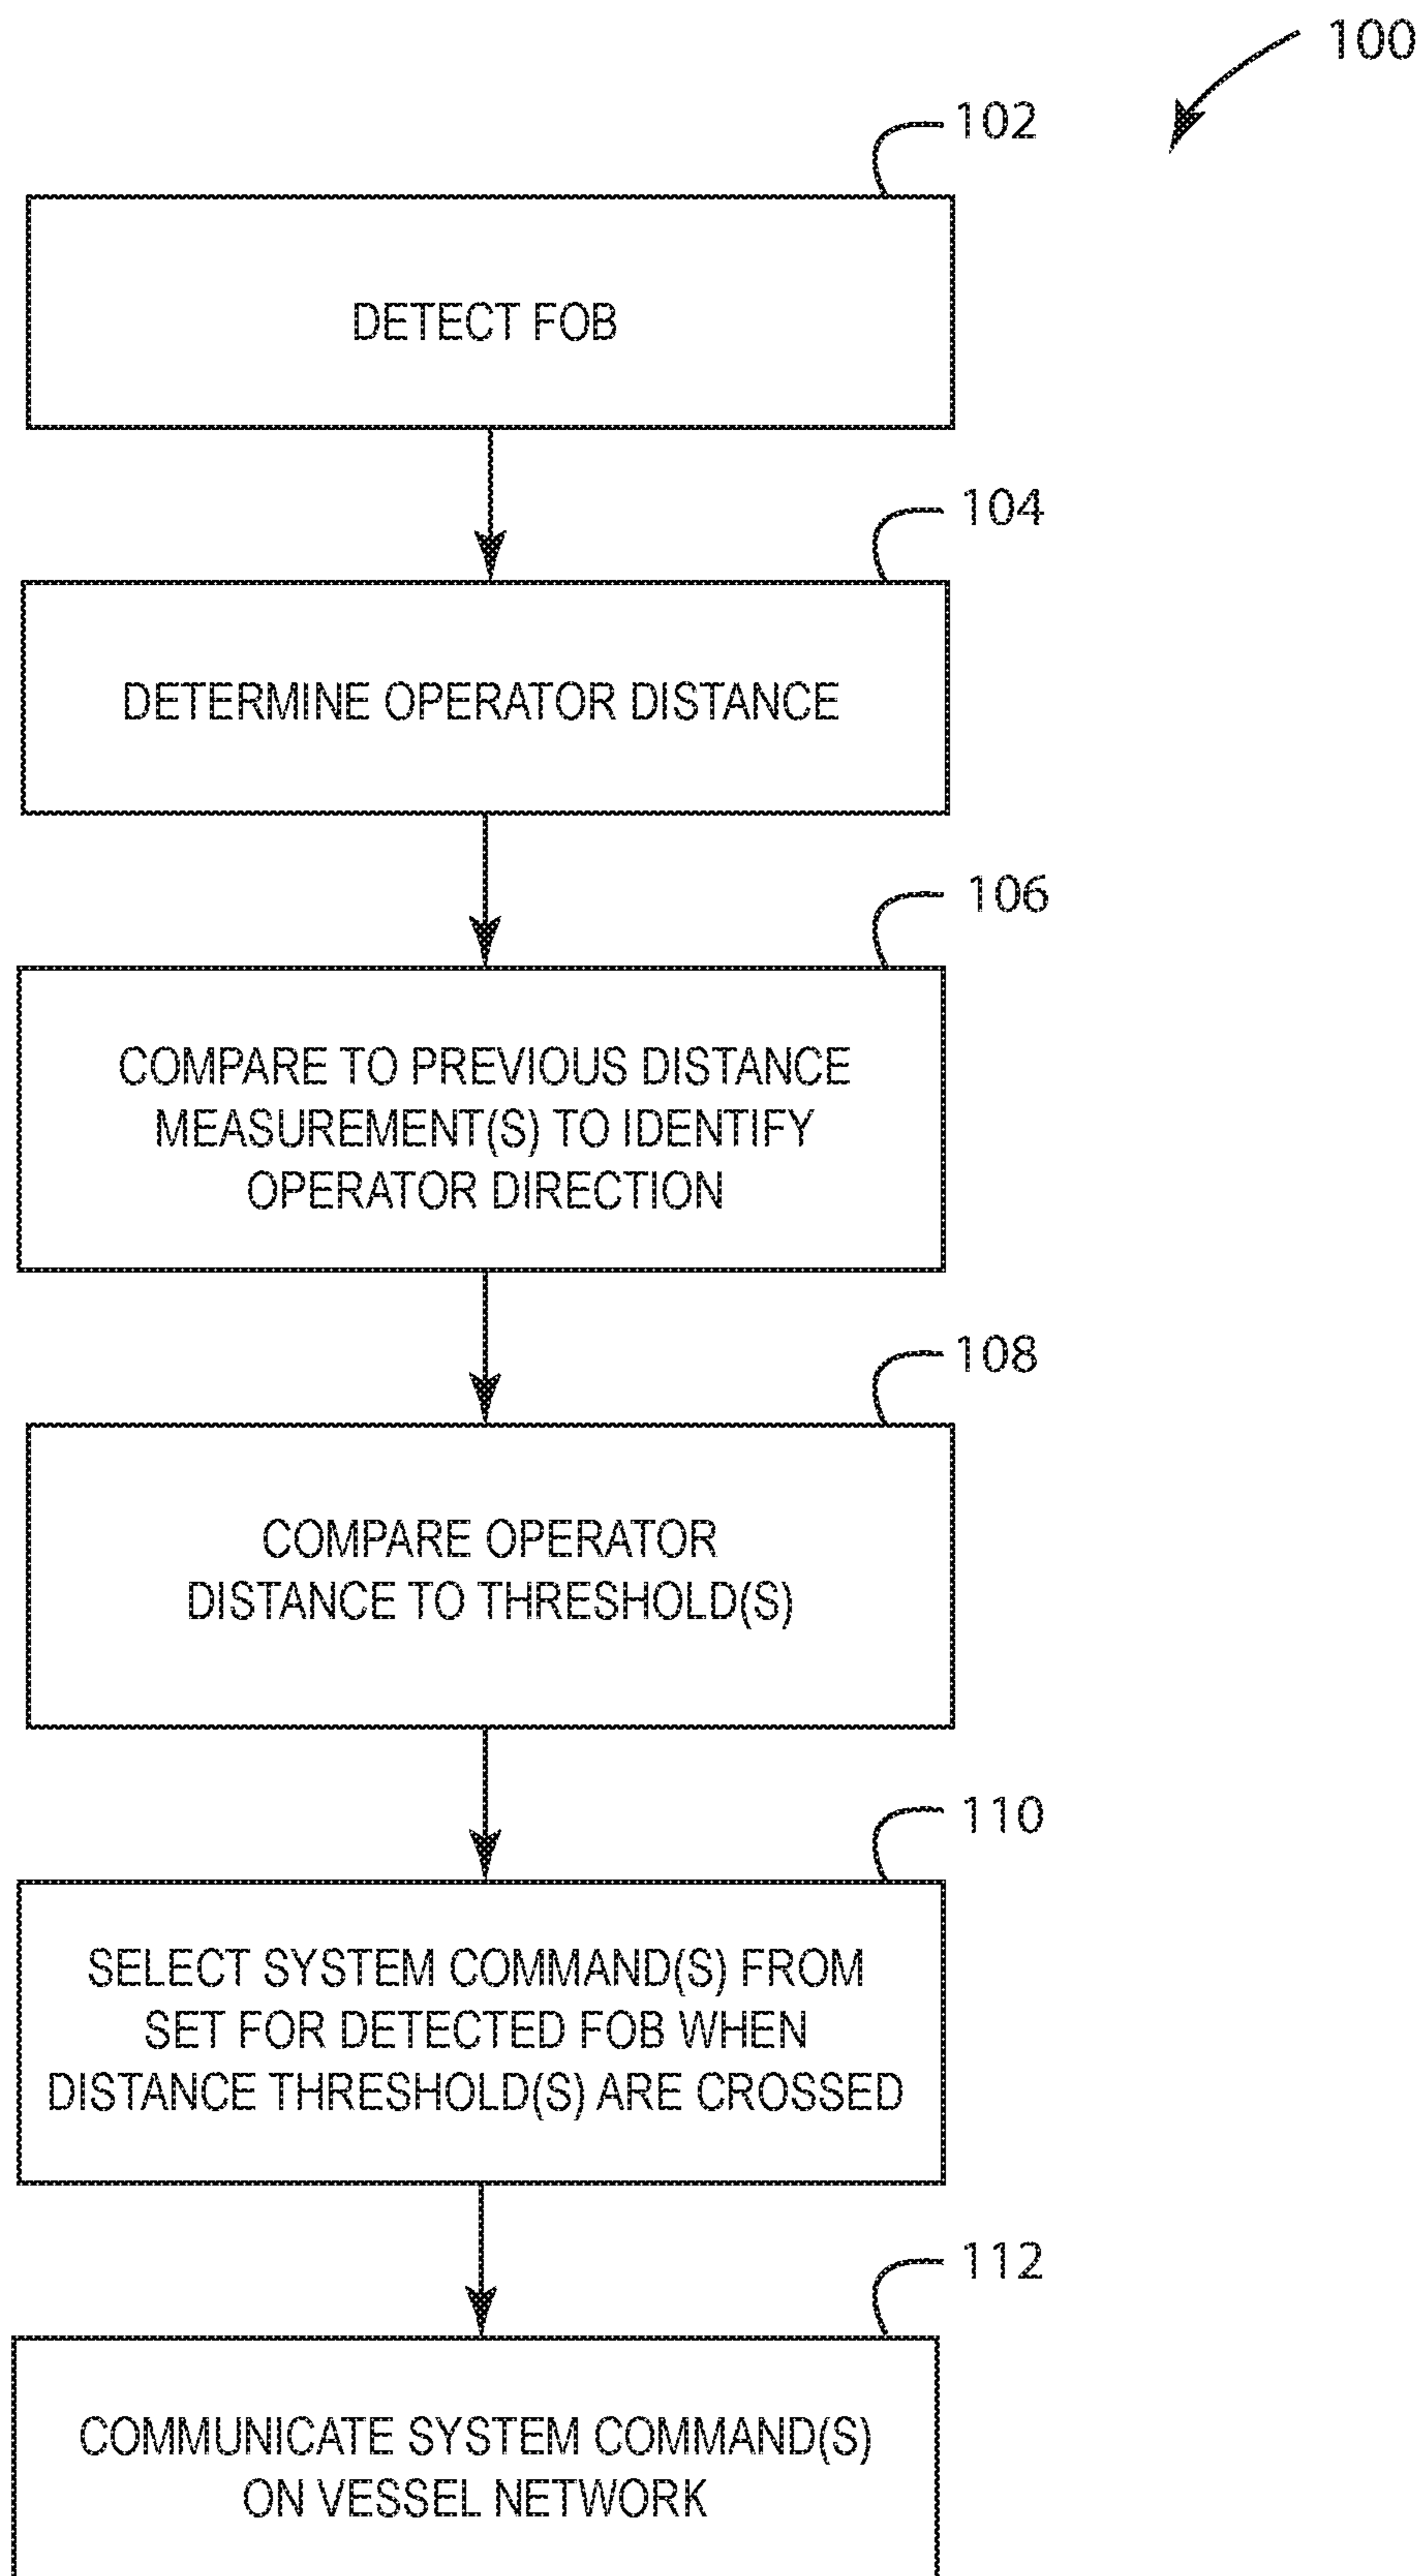 100
102
DETECT FOB
104
DETERMINE OPERATOR DISTANCE
106
COMPARE TO PREVIOUS DISTANCE
MEASUREMENT(S) TO IDENTIFY
OPERATOR DIRECTION
108
COMPARE OPERATOR
DISTANCE TO THRESHOLD(S)
110
SELECT SYSTEM COMMAND(S) FROM
SET FOR DETECTED FOB WHEN
DISTANCE THRESHOLD(S) ARE CROSSED
112
COMMUNICATE SYSTEM COMMAND(S)
ON VESSEL NETWORK